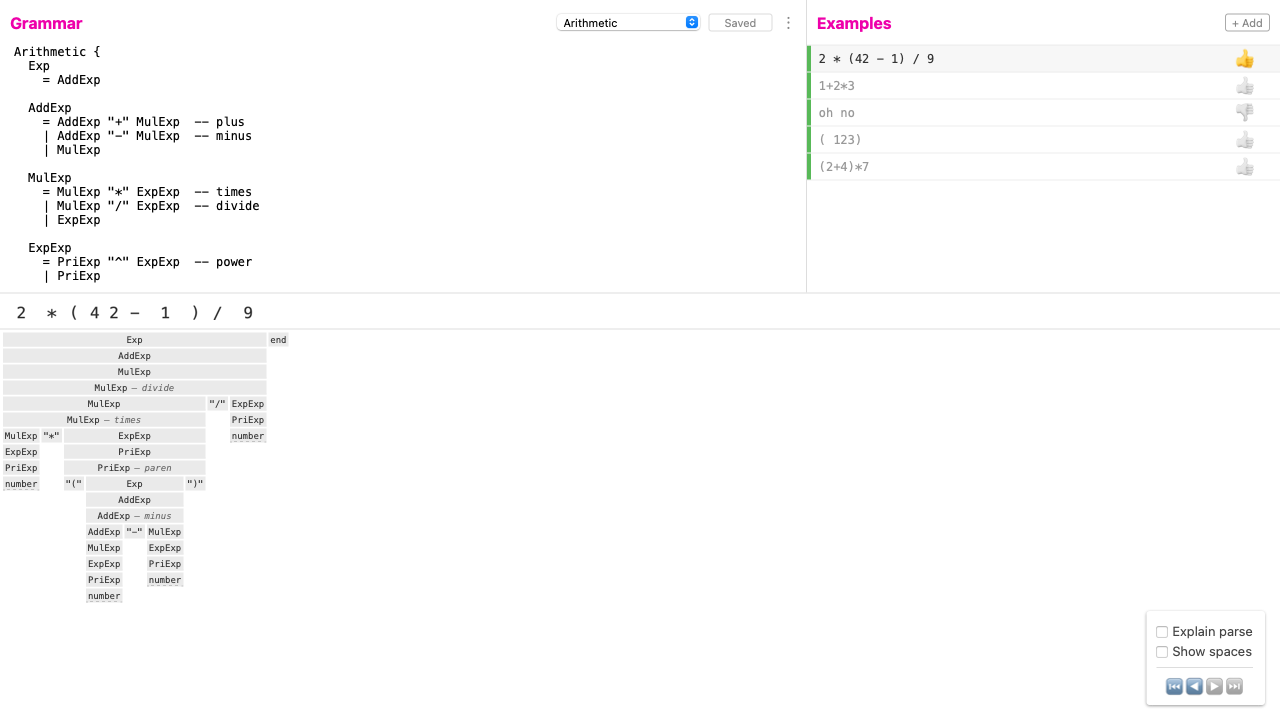 Grammar
Arithmetic
Saved
Arithmetic {
Exp
= AddExp
AddExp
= AddExp "+" MulExp -- plus
| AddExp "-" MulExp -- minus
| MulExp
MulExp
= MulExp "*" ExpExp -- times
| MulExp "/" ExpExp -- divide
| ExpExp
ExpExp
= PriExp "^" ExpExp -- power
| PriExp
Examples
+ Add
2 * (42 - 1) / 9
1+2*3
oh no
( 123)
(2+4)*7
2 * ( 4 2 - 1 ) / 9
Exp end
AddExp
MulExp
MulExp – divide
MulExp "/" ExpExp
MulExp – times PriExp
MulExp "*" ExpExp number
ExpExp PriExp
PriExp PriExp – paren
number "(" Exp ")"
AddExp
AddExp – minus
AddExp "-" MulExp
MulExp ExpExp
ExpExp PriExp
PriExp number
number
Explain parse
Show spaces